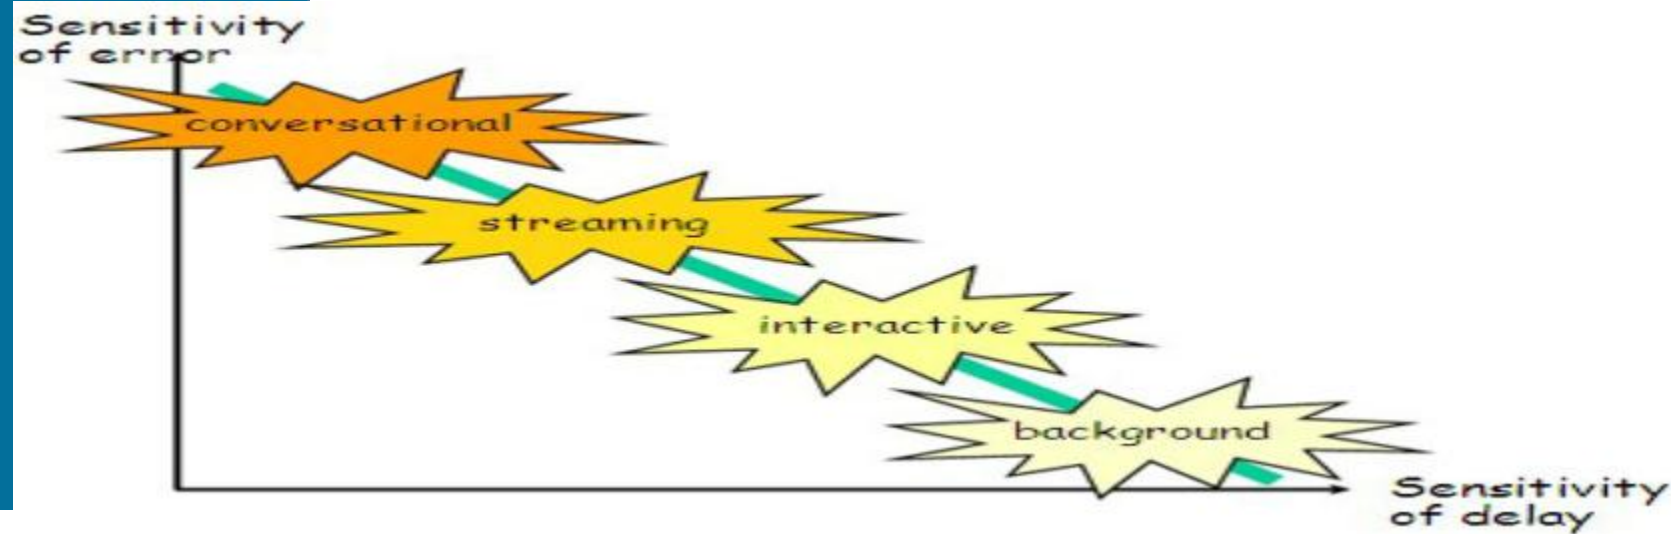 Sensitivity
of error
conversational
streaming
interactive
background
Sensitivity
of delay